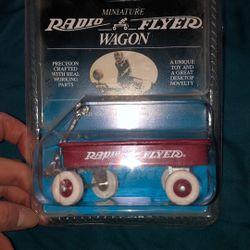 MINIATURE
RADIO FLYER
WAGON
PRECISION
CRAFTED
WITH REAL
WORKING
PARTS
A UNIQUE
TOY AND
A GREAT
DESKTOP
NOVELTY
RADIO FLYER